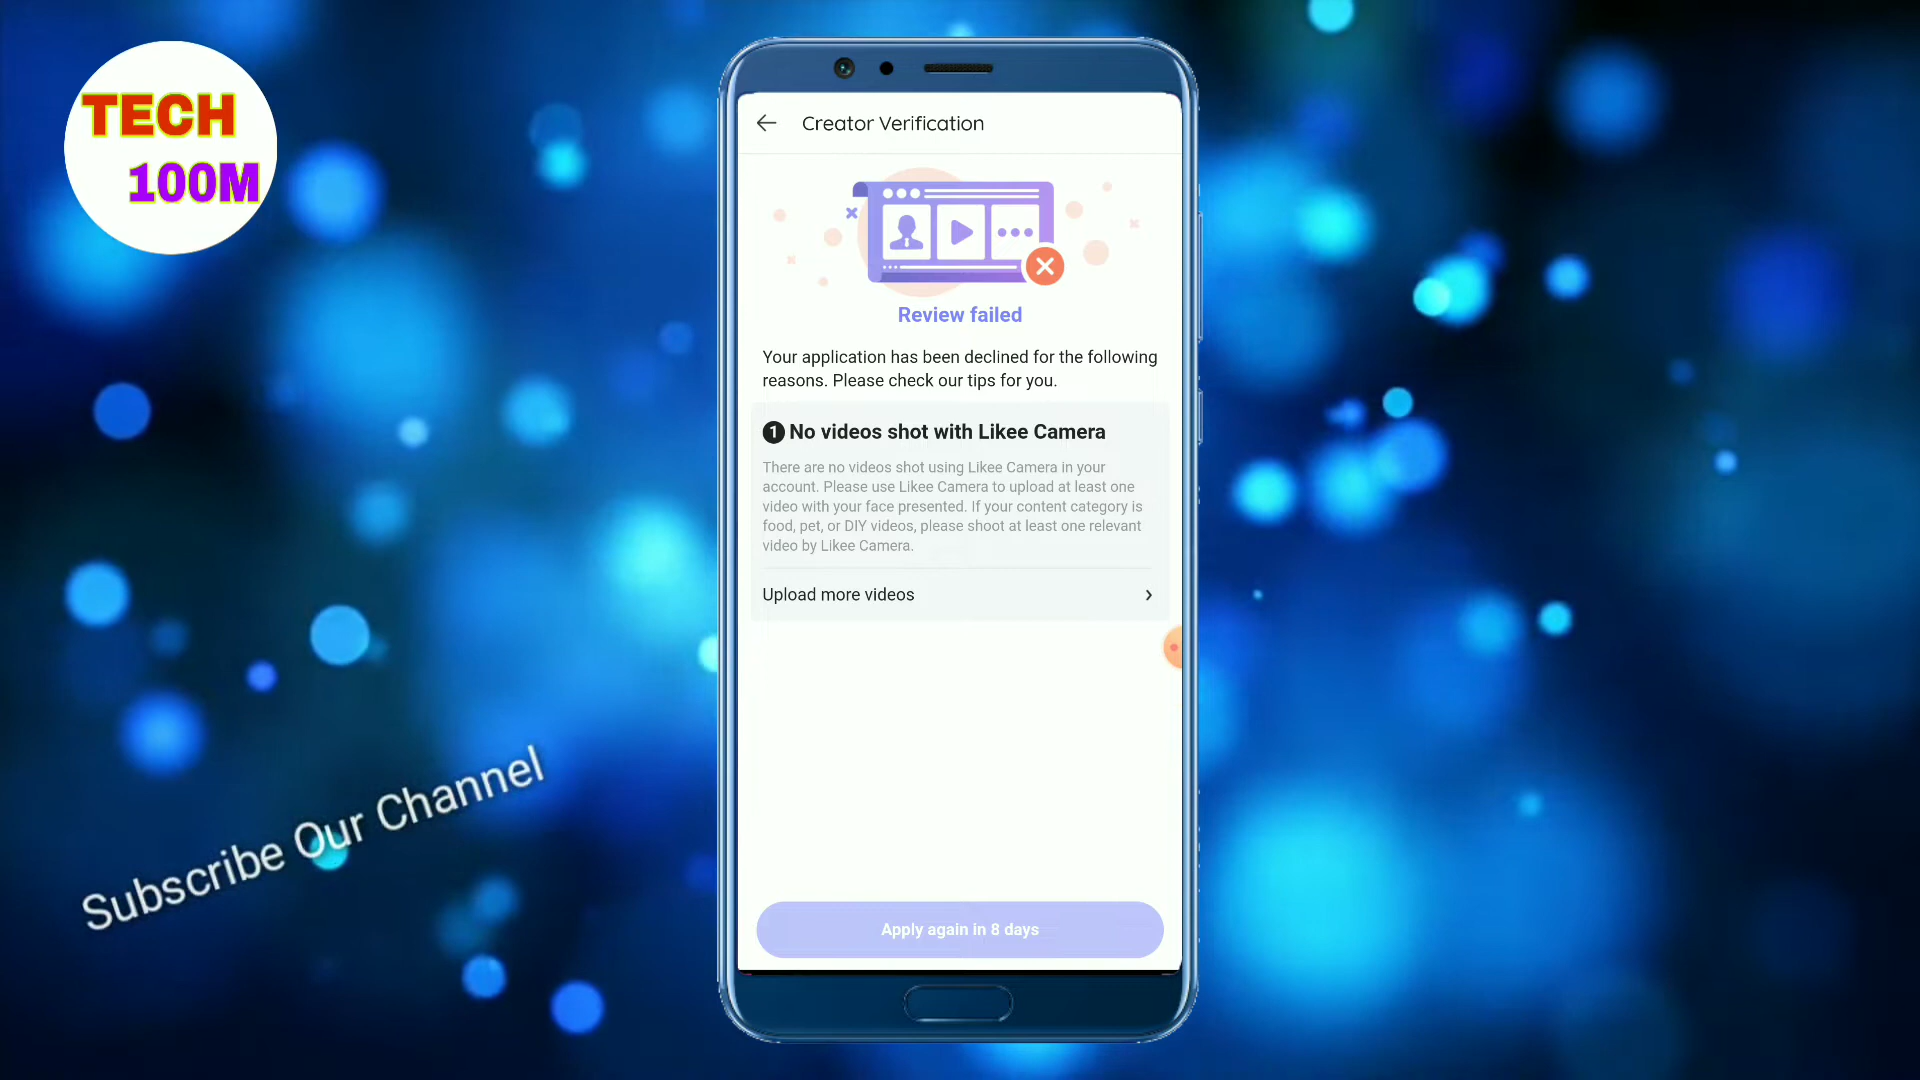 TECH
100M
Creator Verification
Review failed
Your application has been declined for the following
reasons. Please check our tips for you.
1 No videos shot with Likee Camera
There are no videos shot using Likee Camera in your
account. Please use Likee Camera to upload at least one
video with your face presented. If your content category is
food, pet, or DIY videos, please shoot at least one relevant
video by Likee Camera.
Upload more videos
Apply again in 8 days
Subscribe Our Channel